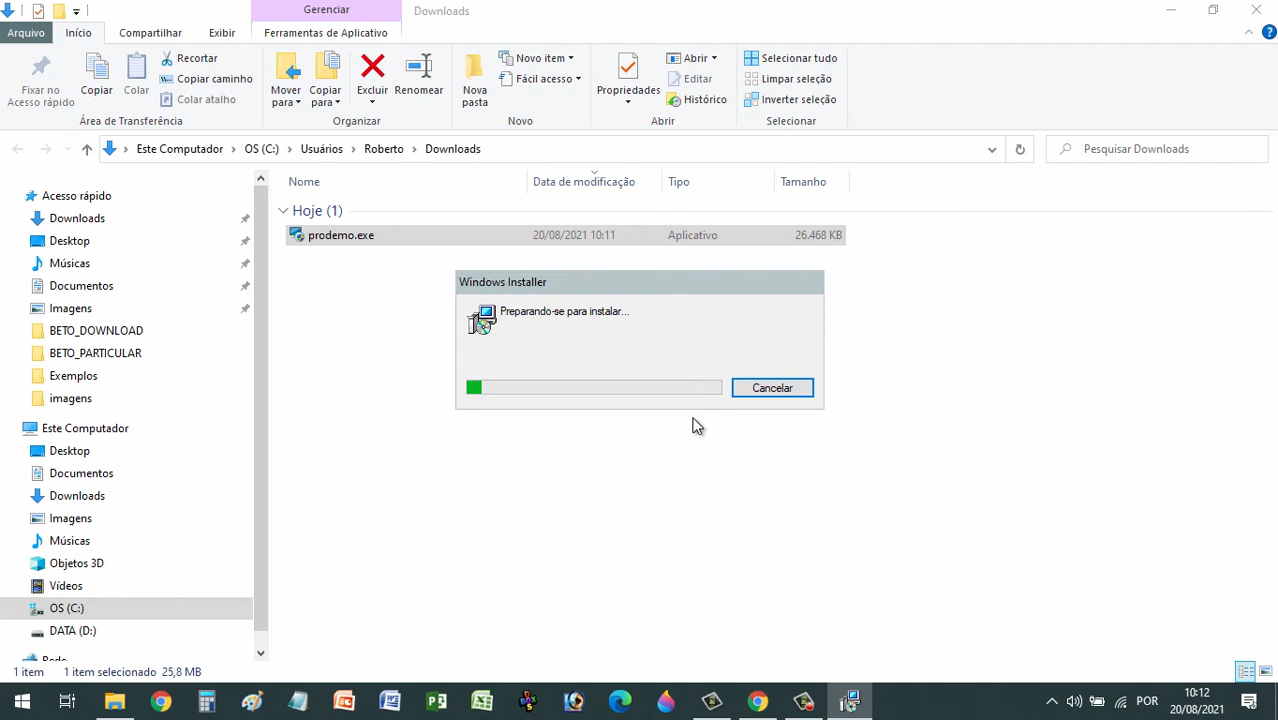 Gerenciar
Downloads
Arquivo
Início
Compartilhar
Exibir
Ferramentas de Aplicativo
Fixar no
Acesso rápido
Copiar
Colar
Recortar
Copiar caminho
Colar atalho
Área de Transferência
Mover
para
Copiar
para
Excluir
Renomear
Organizar
Nova
pasta
Novo item
Fácil acesso
Novo
Propriedades
Abrir
Editar
Histórico
Abrir
Selecionar tudo
Limpar seleção
Inverter seleção
Selecionar
Este Computador
OS (C:)
Usuários
Roberto
Downloads
Pesquisar Downloads
Nome
Data de modificação
Tipo
Tamanho
Hoje (1)
prodemo.exe
20/08/2021 10:11
Aplicativo
26.468 KB
Acesso rápido
Downloads
Desktop
Músicas
Documentos
Imagens
BETO_DOWNLOAD
BETO_PARTICULAR
Exemplos
imagens
Este Computador
Desktop
Documentos
Downloads
Imagens
Músicas
Objetos 3D
Vídeos
OS (C:)
DATA (D:)
Rede
Windows Installer
Preparando-se para instalar...
Cancelar
1 item
1 item selecionado 25,8 MB
POR
10:12
20/08/2021